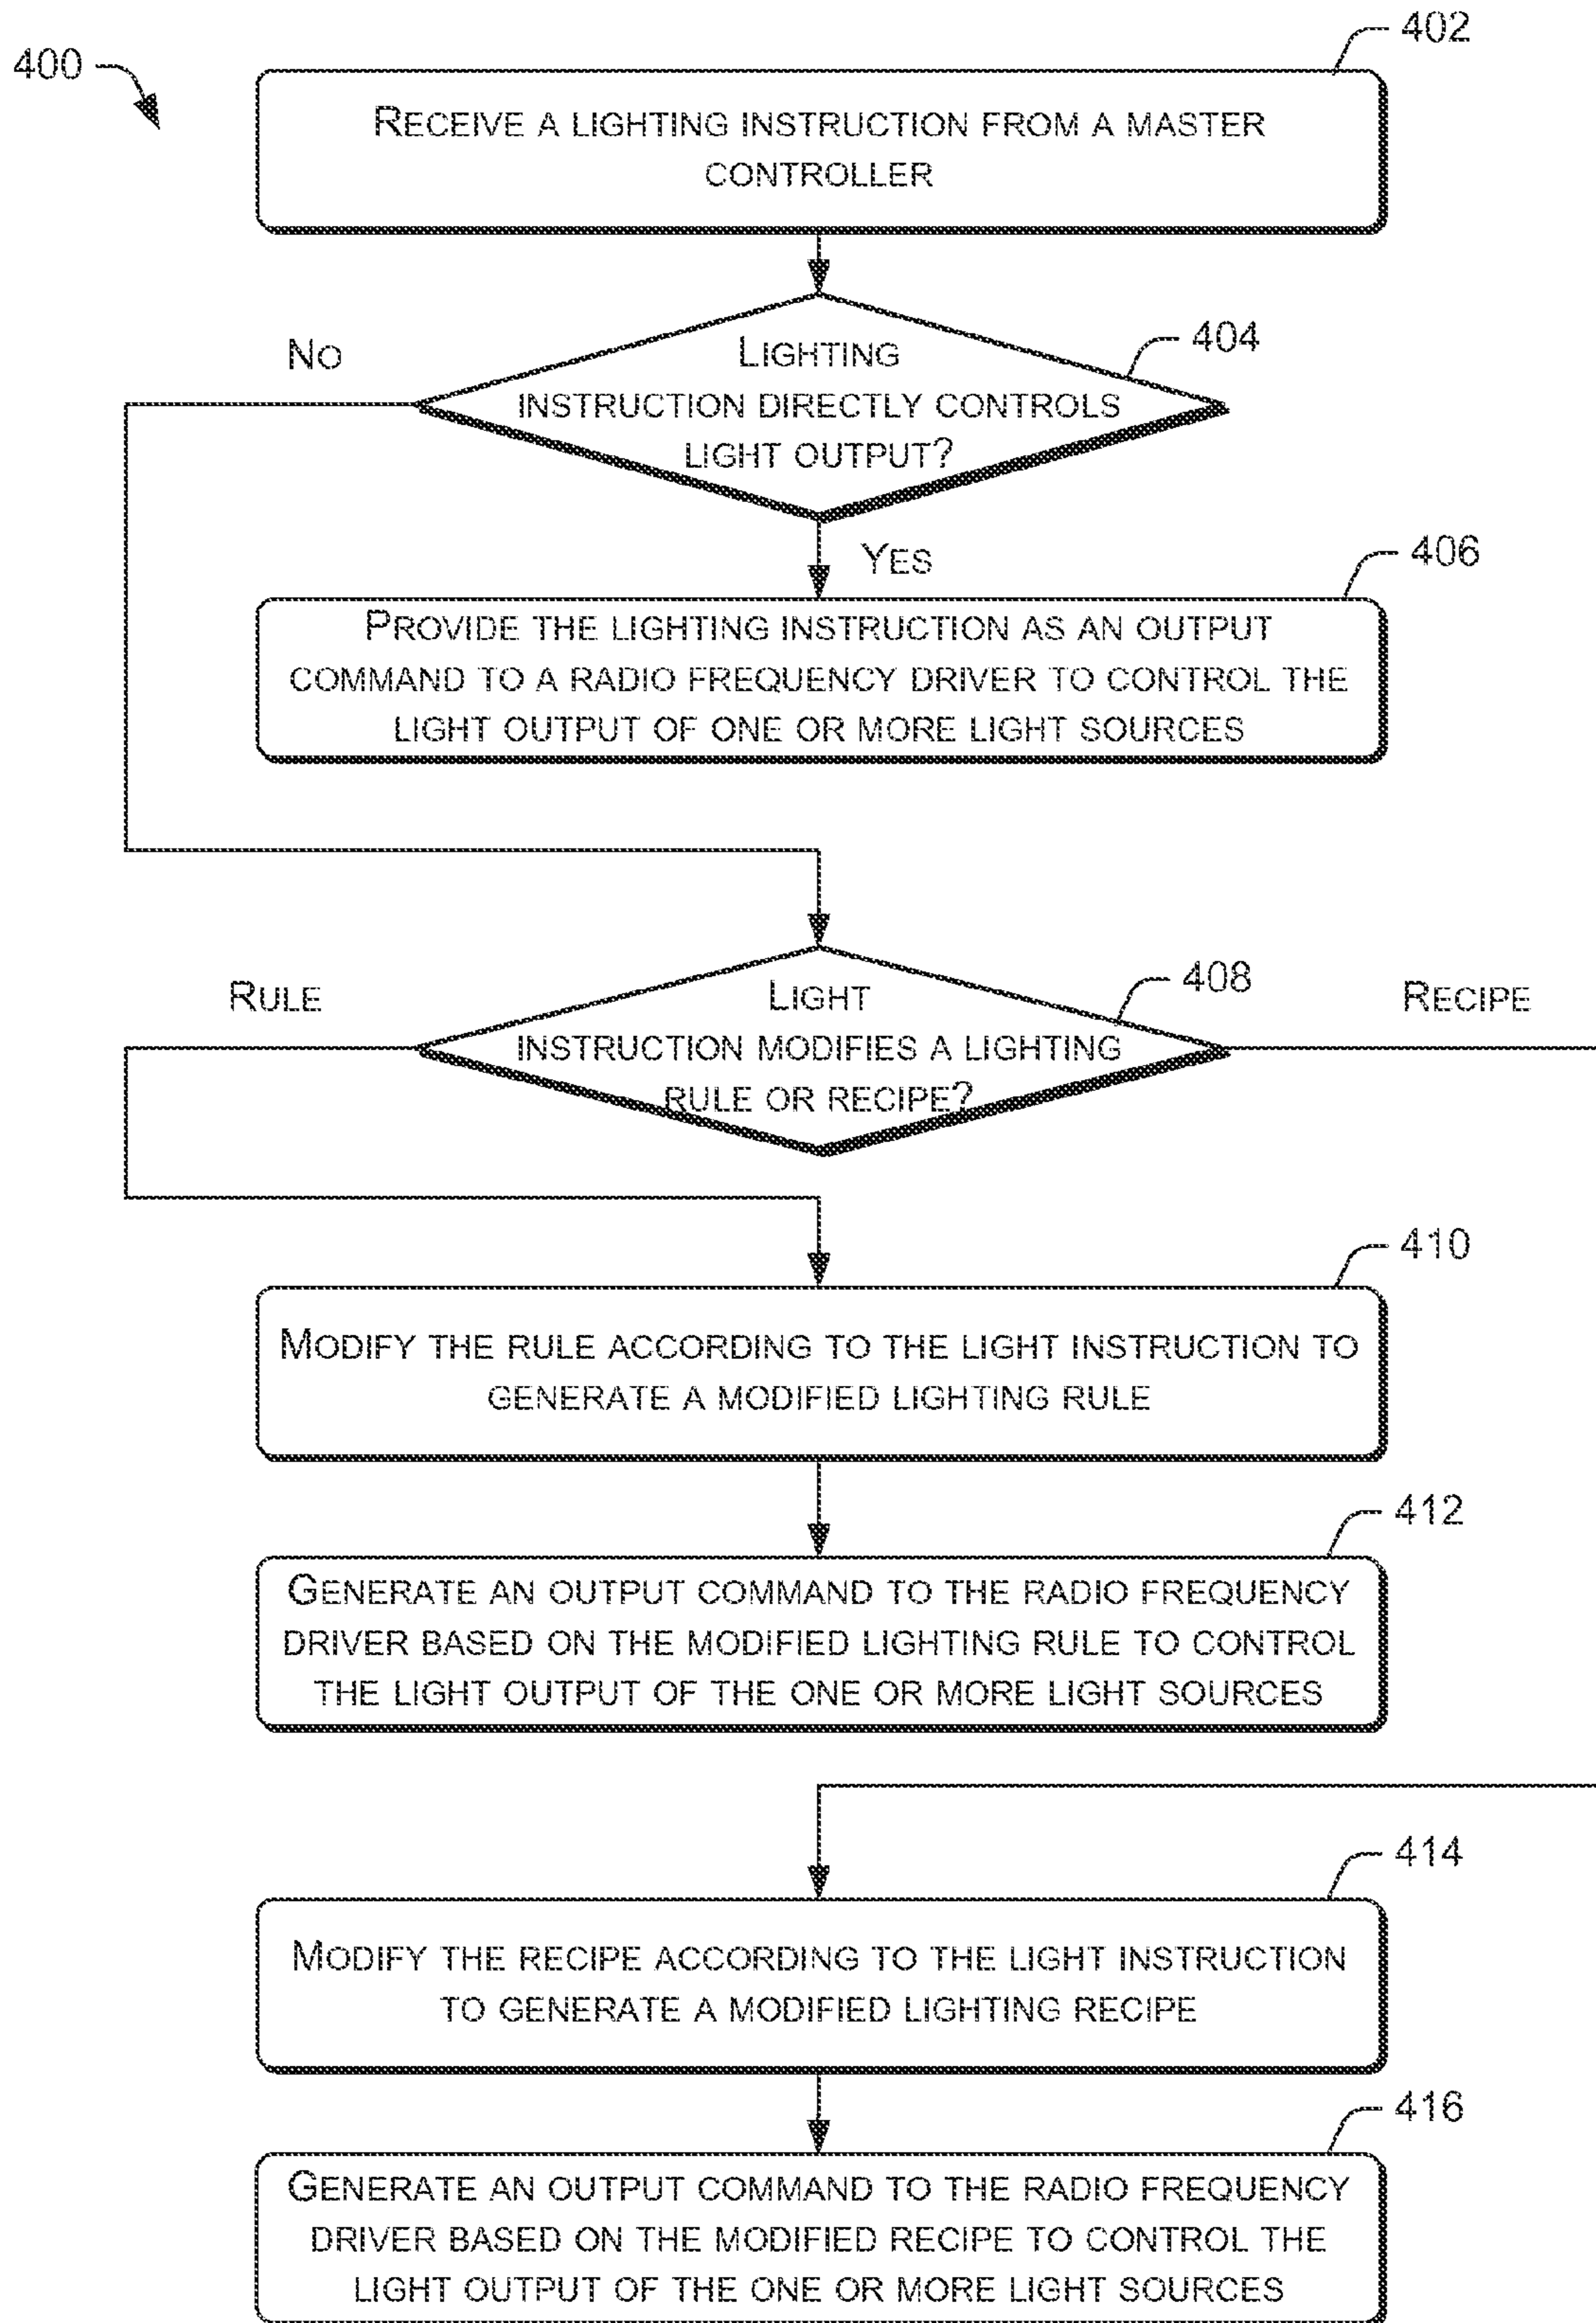 400
402
RECEIVE A LIGHTING INSTRUCTION FROM A MASTER
CONTROLLER
404
NO
LIGHTING
INSTRUCTION DIRECTLY CONTROLS
LIGHT OUTPUT?
YES
406
PROVIDE THE LIGHTING INSTRUCTION AS AN OUTPUT
COMMAND TO A RADIO FREQUENCY DRIVER TO CONTROL THE
LIGHT OUTPUT OF ONE OR MORE LIGHT SOURCES
408
RULE
LIGHT
INSTRUCTION MODIFIES A LIGHTING
RULE OR RECIPE?
RECIPE
410
MODIFY THE RULE ACCORDING TO THE LIGHT INSTRUCTION TO
GENERATE A MODIFIED LIGHTING RULE
412
GENERATE AN OUTPUT COMMAND TO THE RADIO FREQUENCY
DRIVER BASED ON THE MODIFIED LIGHTING RULE TO CONTROL
THE LIGHT OUTPUT OF THE ONE OR MORE LIGHT SOURCES
414
MODIFY THE RECIPE ACCORDING TO THE LIGHT INSTRUCTION
TO GENERATE A MODIFIED LIGHTING RECIPE
416
GENERATE AN OUTPUT COMMAND TO THE RADIO FREQUENCY
DRIVER BASED ON THE MODIFIED RECIPE TO CONTROL THE
LIGHT OUTPUT OF THE ONE OR MORE LIGHT SOURCES